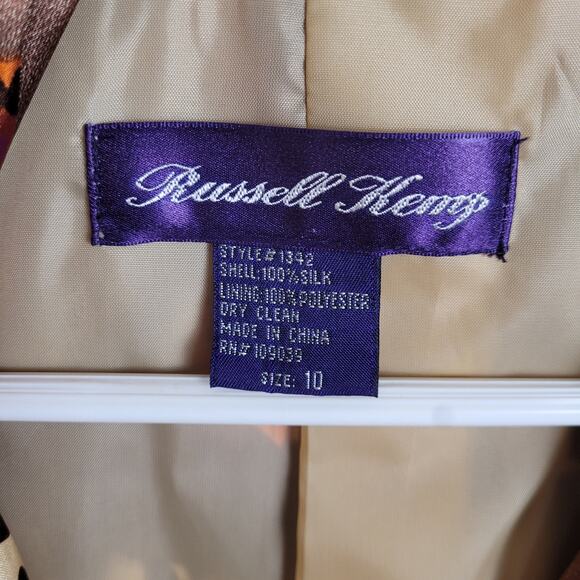 Russell Kemp
STYLE# 1342
SHELL:100%SILK
LINING:100%POLYESTER
DRY CLEAN
MADE IN CHINA
RN# 109039
SIZE: 10